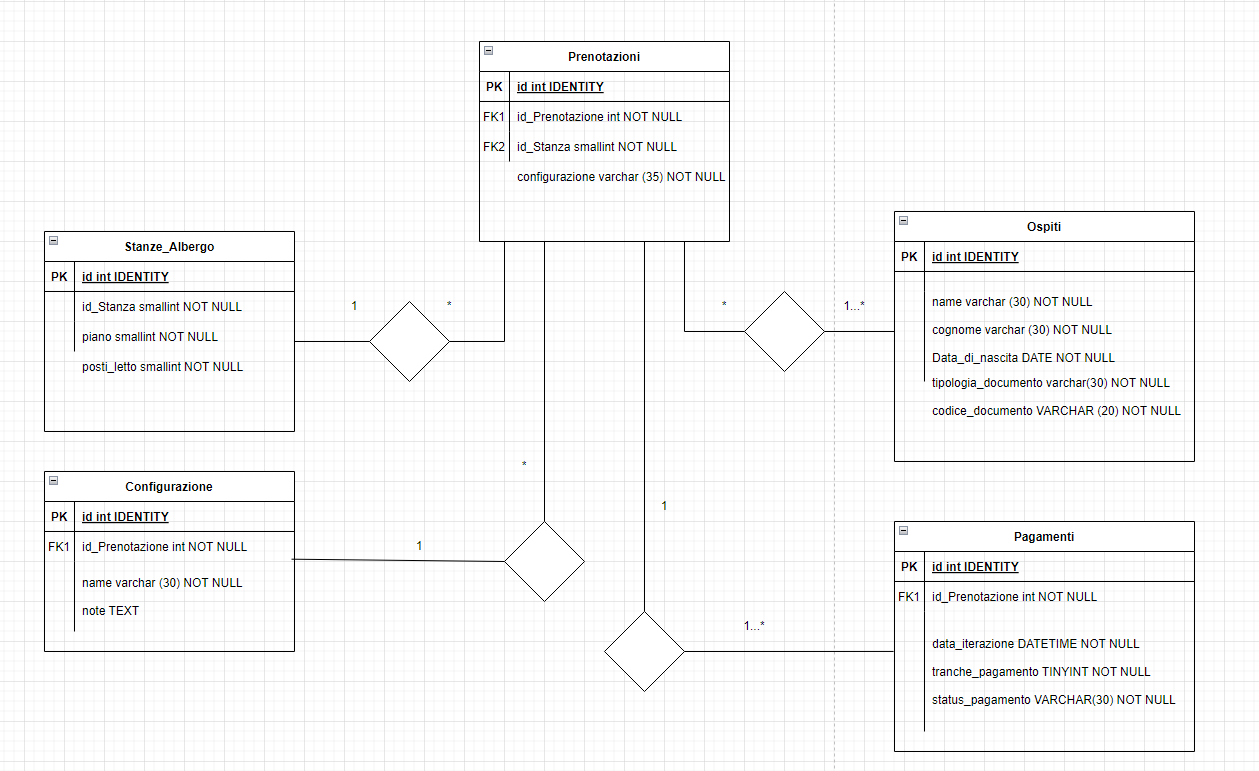 Prenotazioni
PK id int IDENTITY
FK1 id_Prenotazione int NOT NULL
FK2 id_Stanza smallint NOT NULL
configurazione varchar (35) NOT NULL
Stanze_Albergo
PK id int IDENTITY
id_Stanza smallint NOT NULL
piano smallint NOT NULL
posti_letto smallint NOT NULL
1
*
*
1...*
Ospiti
PK id int IDENTITY
name varchar (30) NOT NULL
cognome varchar (30) NOT NULL
Data_di_nascita DATE NOT NULL
tipologia_documento varchar(30) NOT NULL
codice_documento VARCHAR (20) NOT NULL
Configurazione
PK id int IDENTITY
FK1 id_Prenotazione int NOT NULL
name varchar (30) NOT NULL
note TEXT
*
1
1
1...*
Pagamenti
PK id int IDENTITY
FK1 id_Prenotazione int NOT NULL
data_iterazione DATETIME NOT NULL
tranche_pagamento TINYINT NOT NULL
status_pagamento VARCHAR(30) NOT NULL